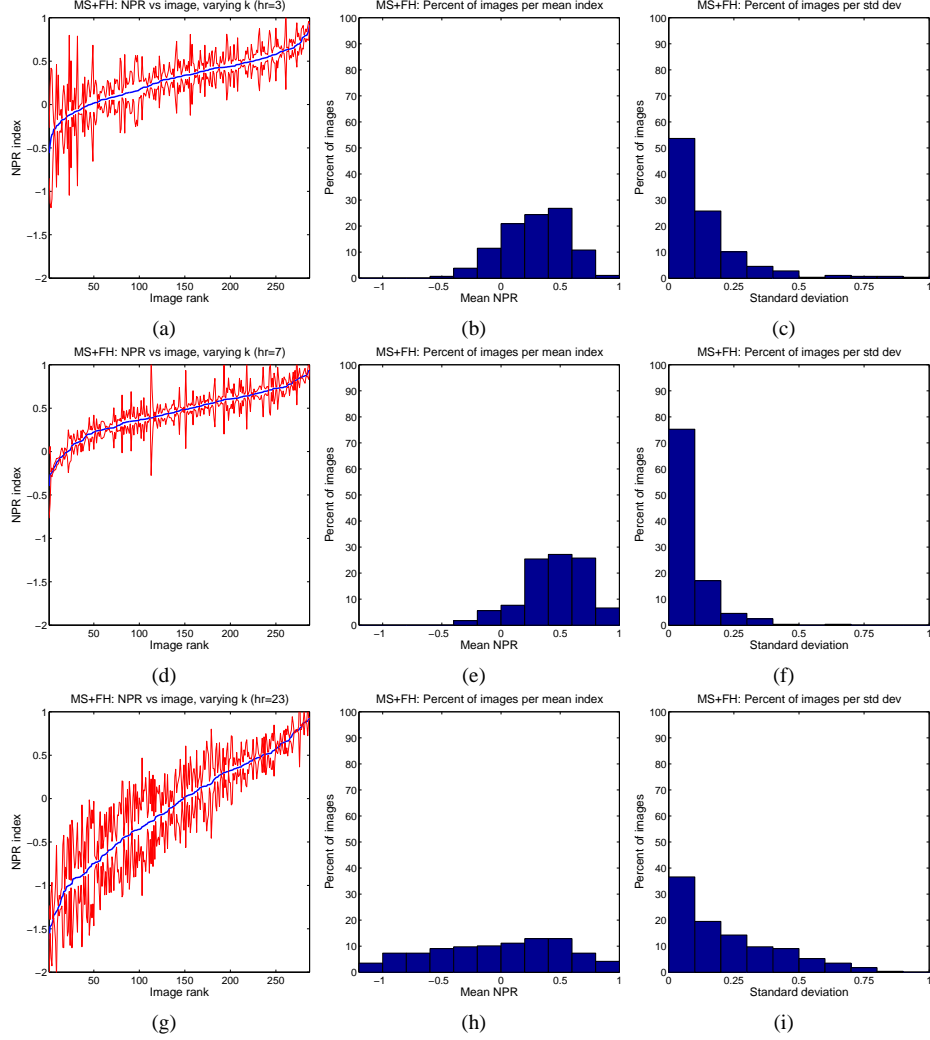 MS+FH: NPR vs image, varying k (hr=3)
MS+FH: Percent of images per mean index
MS+FH: Percent of images per std dev
NPR index
1
0.5
0
−0.5
−1
−1.5
−2
50 100 150 200 250
Image rank
Percent of images
100
90
80
70
60
50
40
30
20
10
0
−1 −0.5 0 0.5 1
Mean NPR
Percent of images
100
90
80
70
60
50
40
30
20
10
0
0 0.25 0.5 0.75 1
Standard deviation
(a)
(b)
(c)
MS+FH: NPR vs image, varying k (hr=7)
MS+FH: Percent of images per mean index
MS+FH: Percent of images per std dev
NPR index
1
0.5
0
−0.5
−1
−1.5
−2
50 100 150 200 250
Image rank
Percent of images
100
90
80
70
60
50
40
30
20
10
0
−1 −0.5 0 0.5 1
Mean NPR
Percent of images
100
90
80
70
60
50
40
30
20
10
0
0 0.25 0.5 0.75 1
Standard deviation
(d)
(e)
(f)
MS+FH: NPR vs image, varying k (hr=23)
MS+FH: Percent of images per mean index
MS+FH: Percent of images per std dev
NPR index
1
0.5
0
−0.5
−1
−1.5
−2
50 100 150 200 250
Image rank
Percent of images
100
90
80
70
60
50
40
30
20
10
0
−1 −0.5 0 0.5 1
Mean NPR
Percent of images
100
90
80
70
60
50
40
30
20
10
0
0 0.25 0.5 0.75 1
Standard deviation
(g)
(h)
(i)